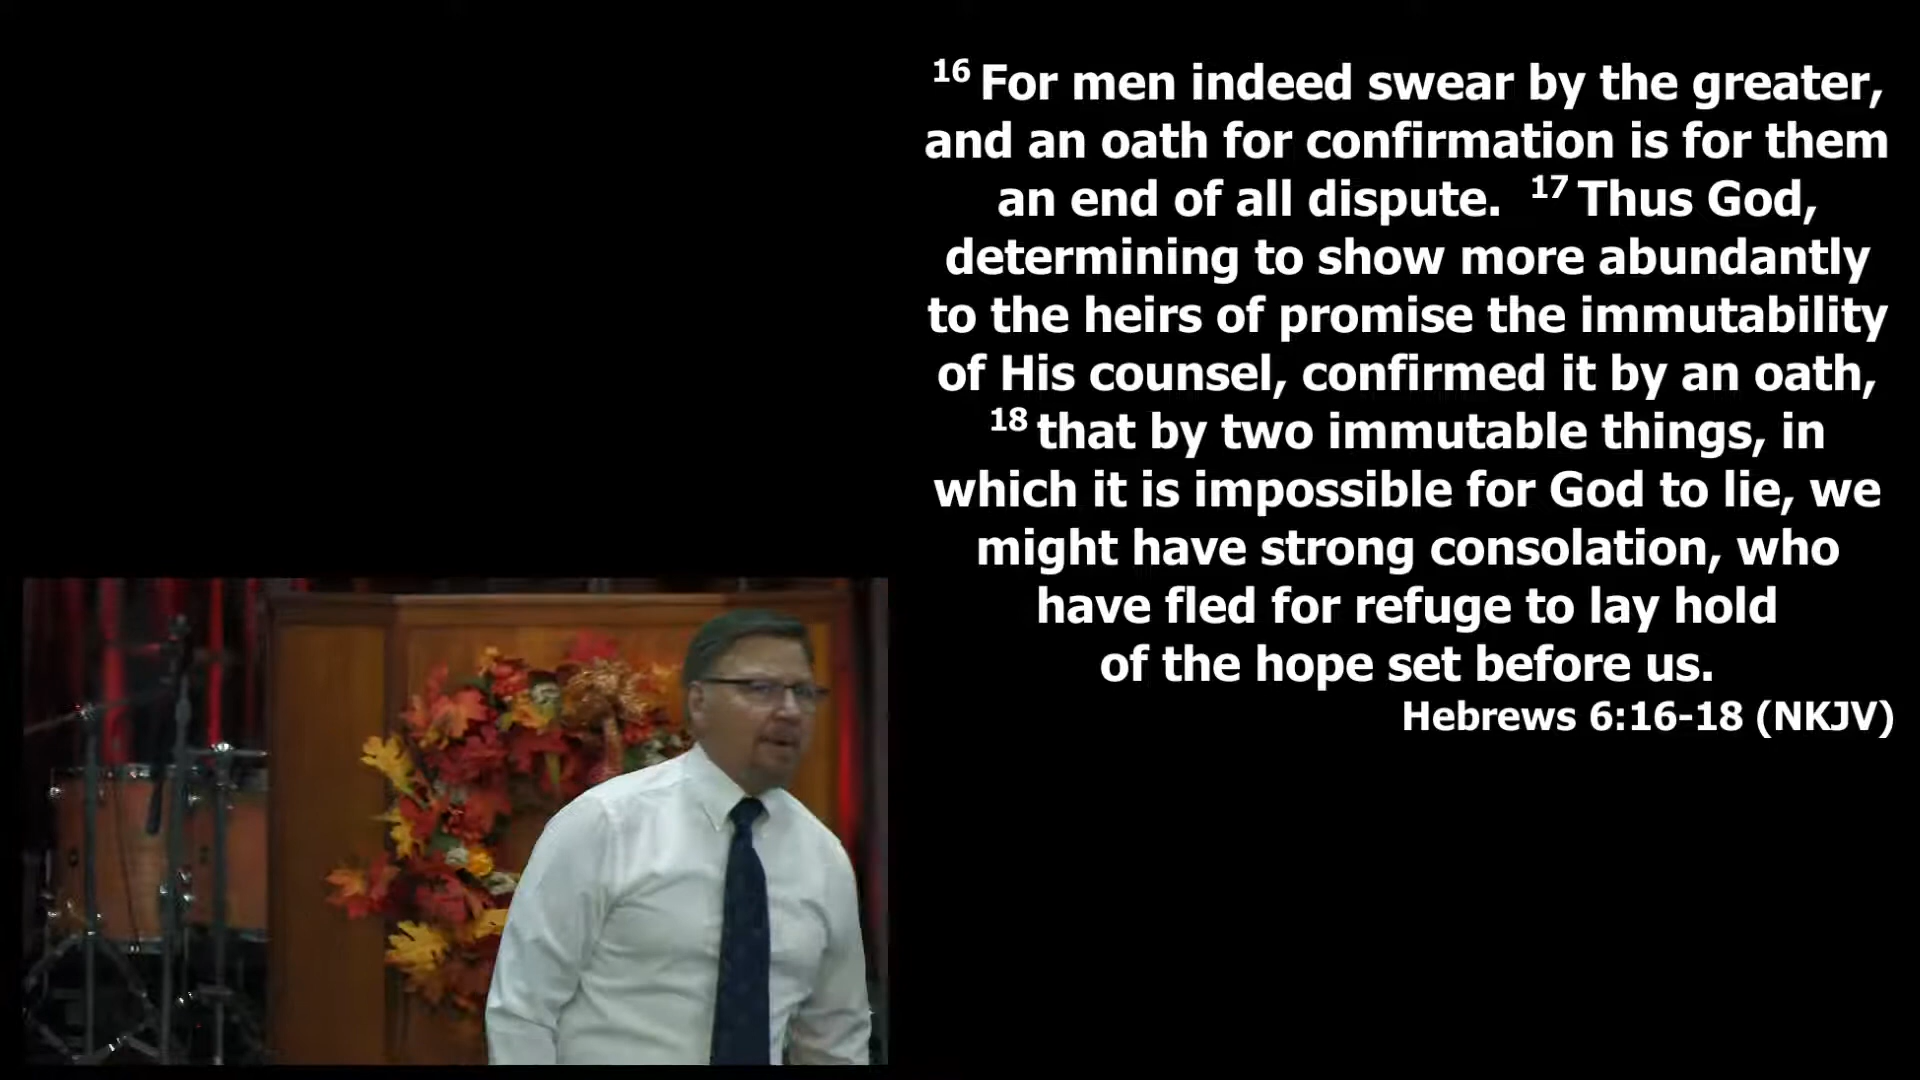 16 For men indeed swear by the greater,
and an oath for confirmation is for them
an end of all dispute. 17 Thus God,
determining to show more abundantly
to the heirs of promise the immutability
of His counsel, confirmed it by an oath,
18 that by two immutable things, in
which it is impossible for God to lie, we
might have strong consolation, who
have fled for refuge to lay hold
of the hope set before us.
Hebrews 6:16-18 (NKJV)